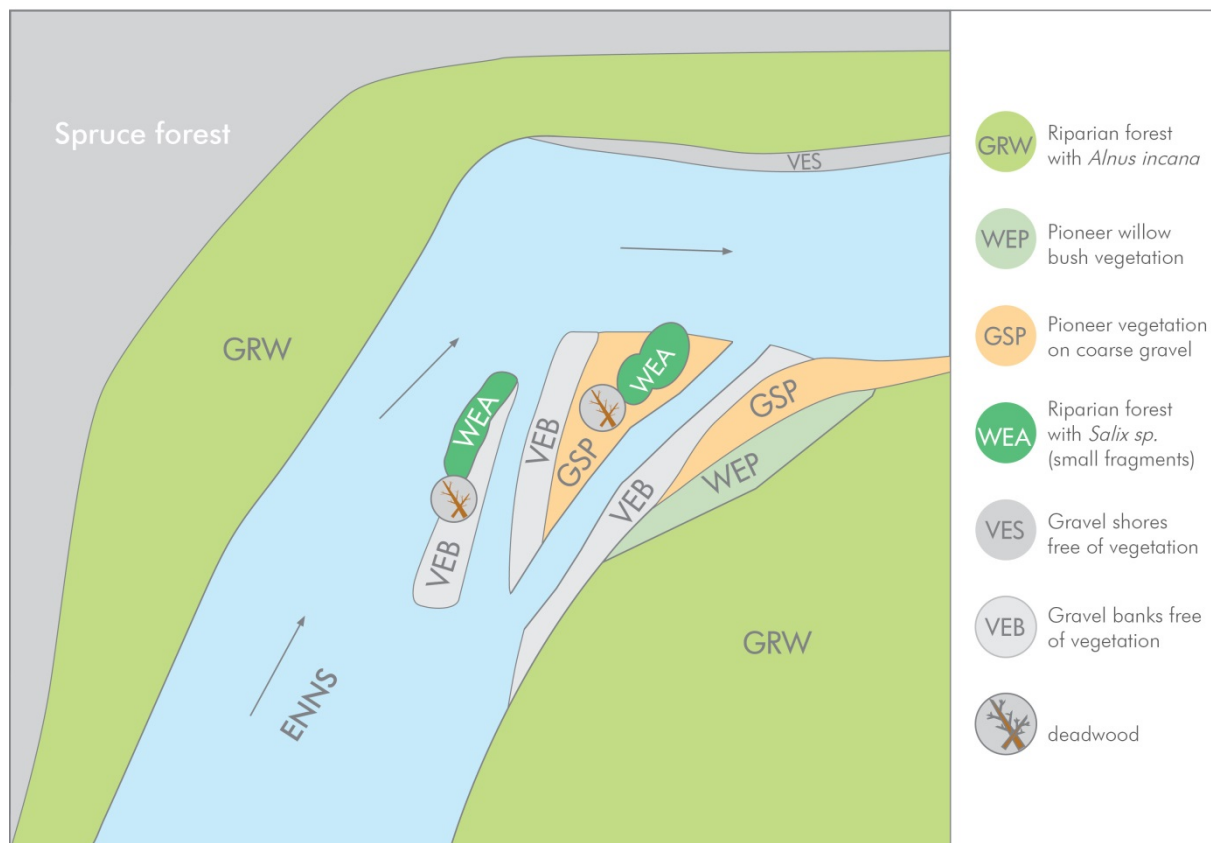 Spruce forest
VES
GRW
WEA
WEA
VEB
GSP
GSP
VEB
WEP
VEB
GRW
ENNS
GRW
Riparian forest
with Alnus incana
WEP
Pioneer willow
bush vegetation
GSP
Pioneer vegetation
on coarse gravel
WEA
Riparian forest
with Salix sp.
(small fragments)
VES
Gravel shores
free of vegetation
VEB
Gravel banks free
of vegetation
deadwood